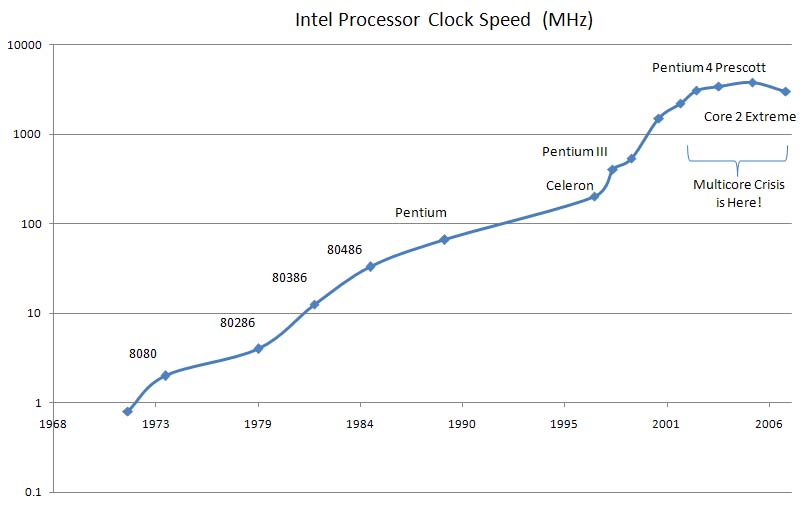 Intel Processor Clock Speed (MHz)
10000
1000
100
10
1
0.1
1968
1973
1979
1984
1990
1995
2001
2006
8080
80286
80386
80486
Pentium
Celeron
Pentium III
Pentium 4 Prescott
Core 2 Extreme
Multicore Crisis
is Here!